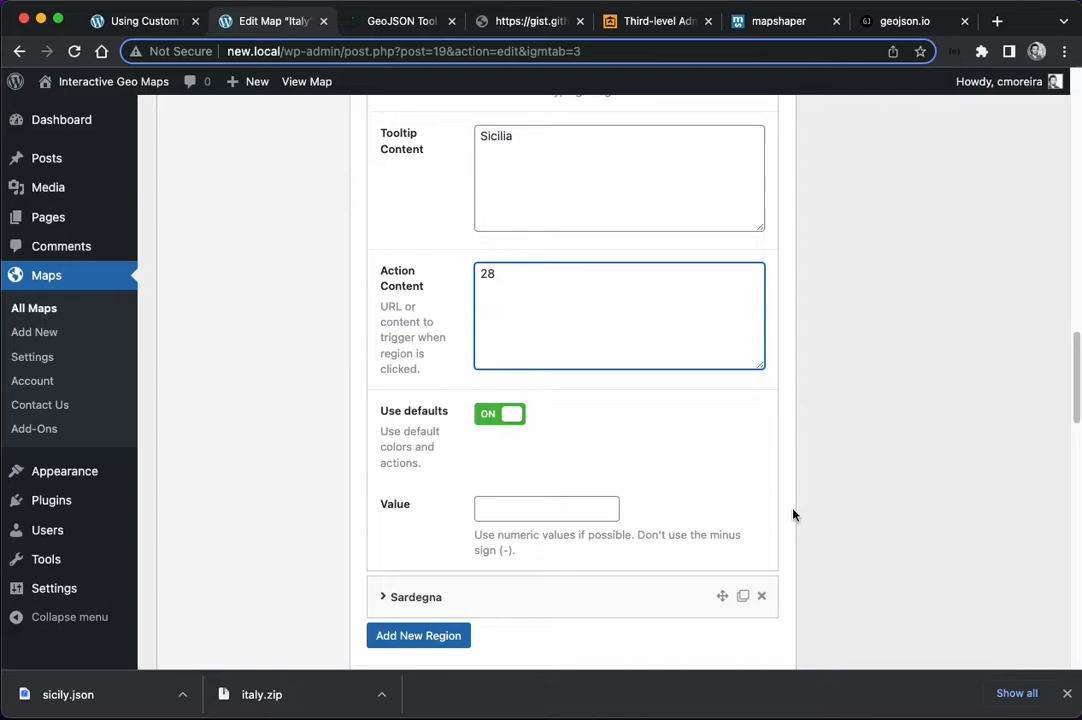 Using Custom
Edit Map "Italy"
GeoJSON Tool
https://gist.gith
Third-level Adm
mapshaper
geojson.io
Not Secure
new.local/wp-admin/post.php?post=19&action=edit&igmtab=3
Interactive Geo Maps
0
New
View Map
Howdy, cmoreira
Dashboard
Posts
Media
Pages
Comments
Maps
All Maps
Add New
Settings
Account
Contact Us
Add-Ons
Appearance
Plugins
Users
Tools
Settings
Collapse menu
Tooltip
Content
Sicilia
Action
Content
28
URL or
content to
trigger when
region is
clicked.
Use defaults
ON
Use default
colors and
actions.
Value
Use numeric values if possible. Don't use the minus
sign (-).
Sardegna
Add New Region
sicily.json
italy.zip
Show all